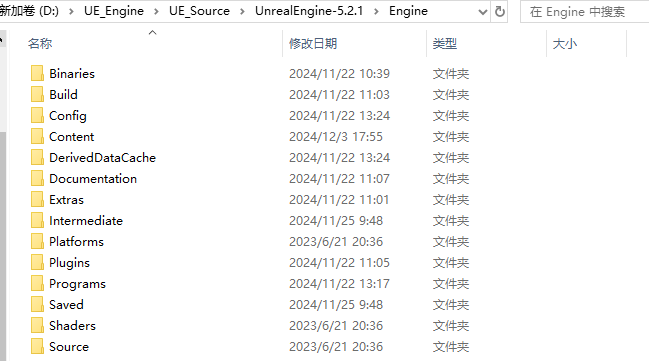 新加卷 (D:) > UE_Engine > UE_Source > UnrealEngine-5.2.1 > Engine 在 Engine 中搜索
名称 修改日期 类型 大小
Binaries 2024/11/22 10:39 文件夹
Build 2024/11/22 11:03 文件夹
Config 2024/11/22 13:24 文件夹
Content 2024/12/3 17:55 文件夹
DerivedDataCache 2024/11/22 13:24 文件夹
Documentation 2024/11/22 11:07 文件夹
Extras 2024/11/22 11:01 文件夹
Intermediate 2024/11/25 9:48 文件夹
Platforms 2023/6/21 20:36 文件夹
Plugins 2024/11/22 11:05 文件夹
Programs 2024/11/22 13:17 文件夹
Saved 2024/11/25 9:48 文件夹
Shaders 2023/6/21 20:36 文件夹
Source 2023/6/21 20:36 文件夹